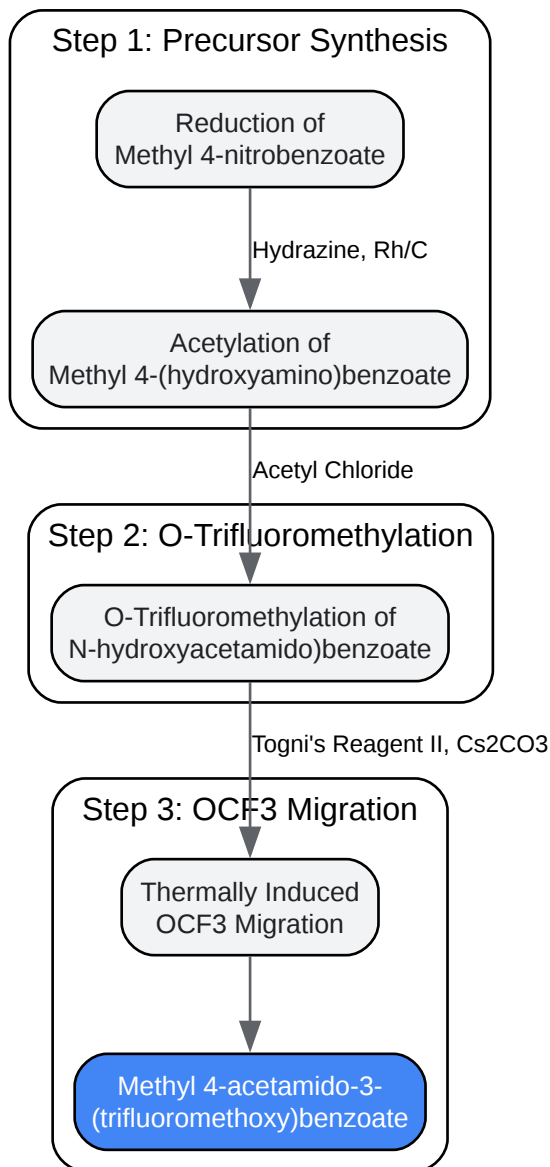 Step 1: Precursor Synthesis
Reduction of
Methyl 4-nitrobenzoate
Hydrazine, Rh/C
Acetylation of
Methyl 4-(hydroxyamino)benzoate
Acetyl Chloride
Step 2: O-Trifluoromethylation
O-Trifluoromethylation of
N-hydroxyacetamido)benzoate
Togni's Reagent II, Cs2CO3
Step 3: OCF3 Migration
Thermally Induced
OCF3 Migration
Methyl 4-acetamido-3-
(trifluoromethoxy)benzoate